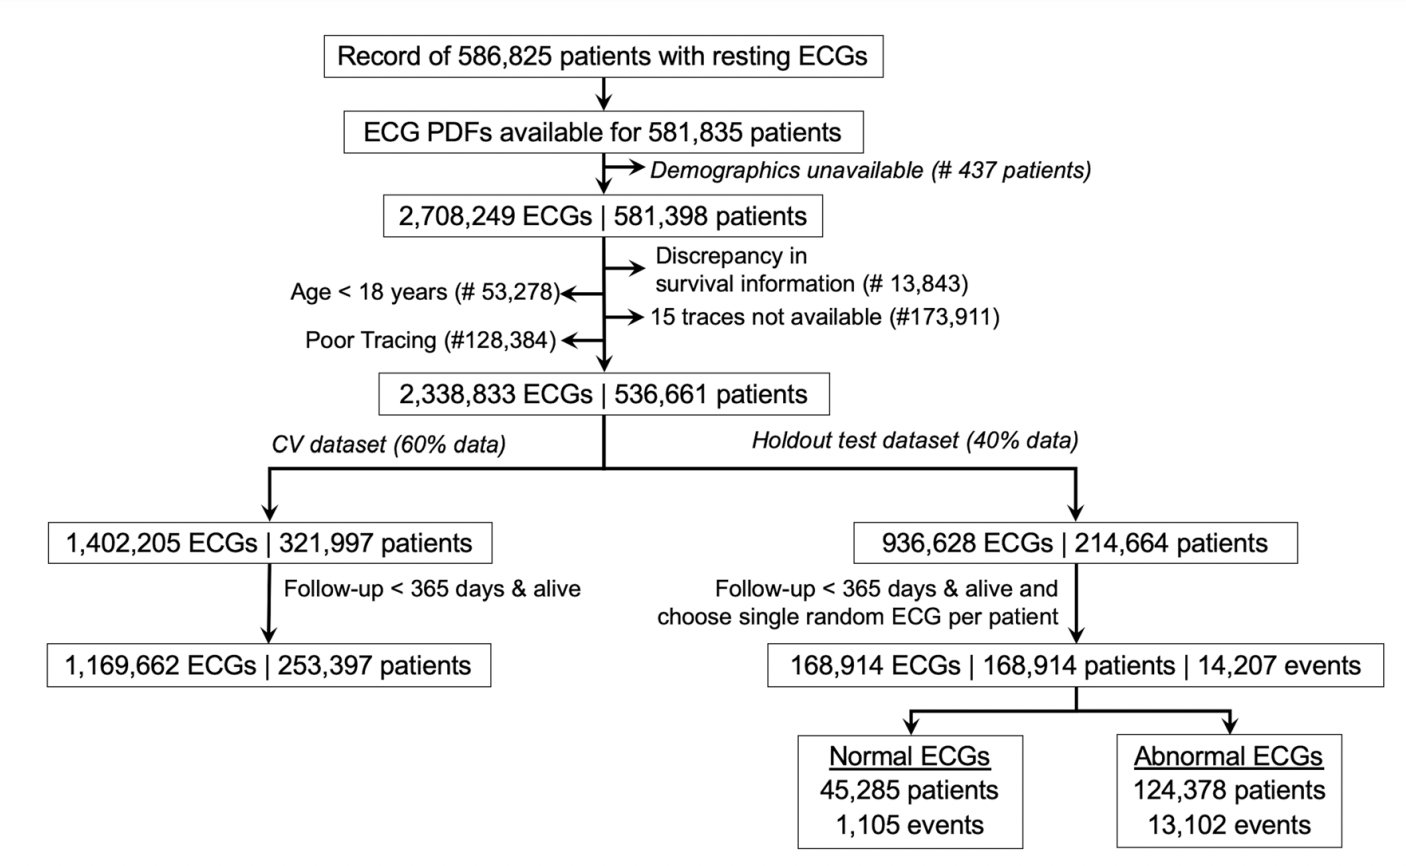 Record of 586,825 patients with resting ECGs
ECG PDFs available for 581,835 patients
Demographics unavailable (# 437 patients)
2,708,249 ECGs | 581,398 patients
Discrepancy in
survival information (# 13,843)
Age < 18 years (# 53,278)
15 traces not available (#173,911)
Poor Tracing (#128,384)
2,338,833 ECGs | 536,661 patients
CV dataset (60% data)
Holdout test dataset (40% data)
1,402,205 ECGs | 321,997 patients
936,628 ECGs | 214,664 patients
Follow-up < 365 days & alive
Follow-up < 365 days & alive and
choose single random ECG per patient
1,169,662 ECGs | 253,397 patients
168,914 ECGs | 168,914 patients | 14,207 events
Normal ECGs
45,285 patients
1,105 events
Abnormal ECGs
124,378 patients
13,102 events